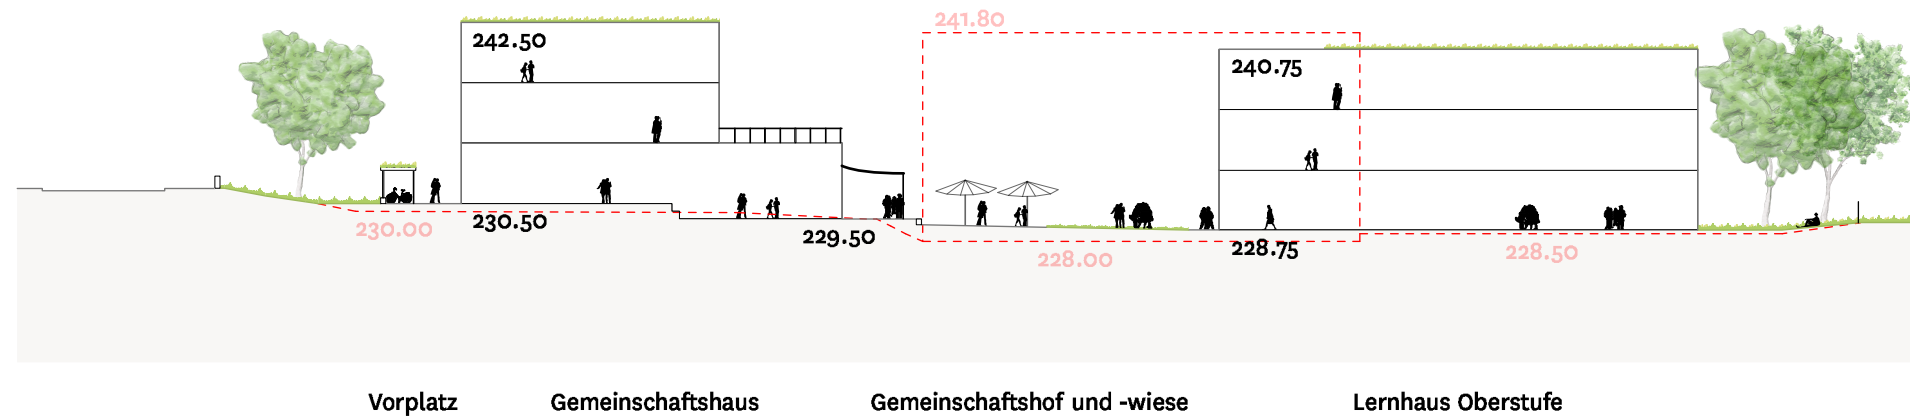 241.80
242.50
240.75
230.00
230.50
229.50
228.00
228.75
228.50
Vorplatz
Gemeinschaftshaus
Gemeinschaftshof und -wiese
Lernhaus Oberstufe